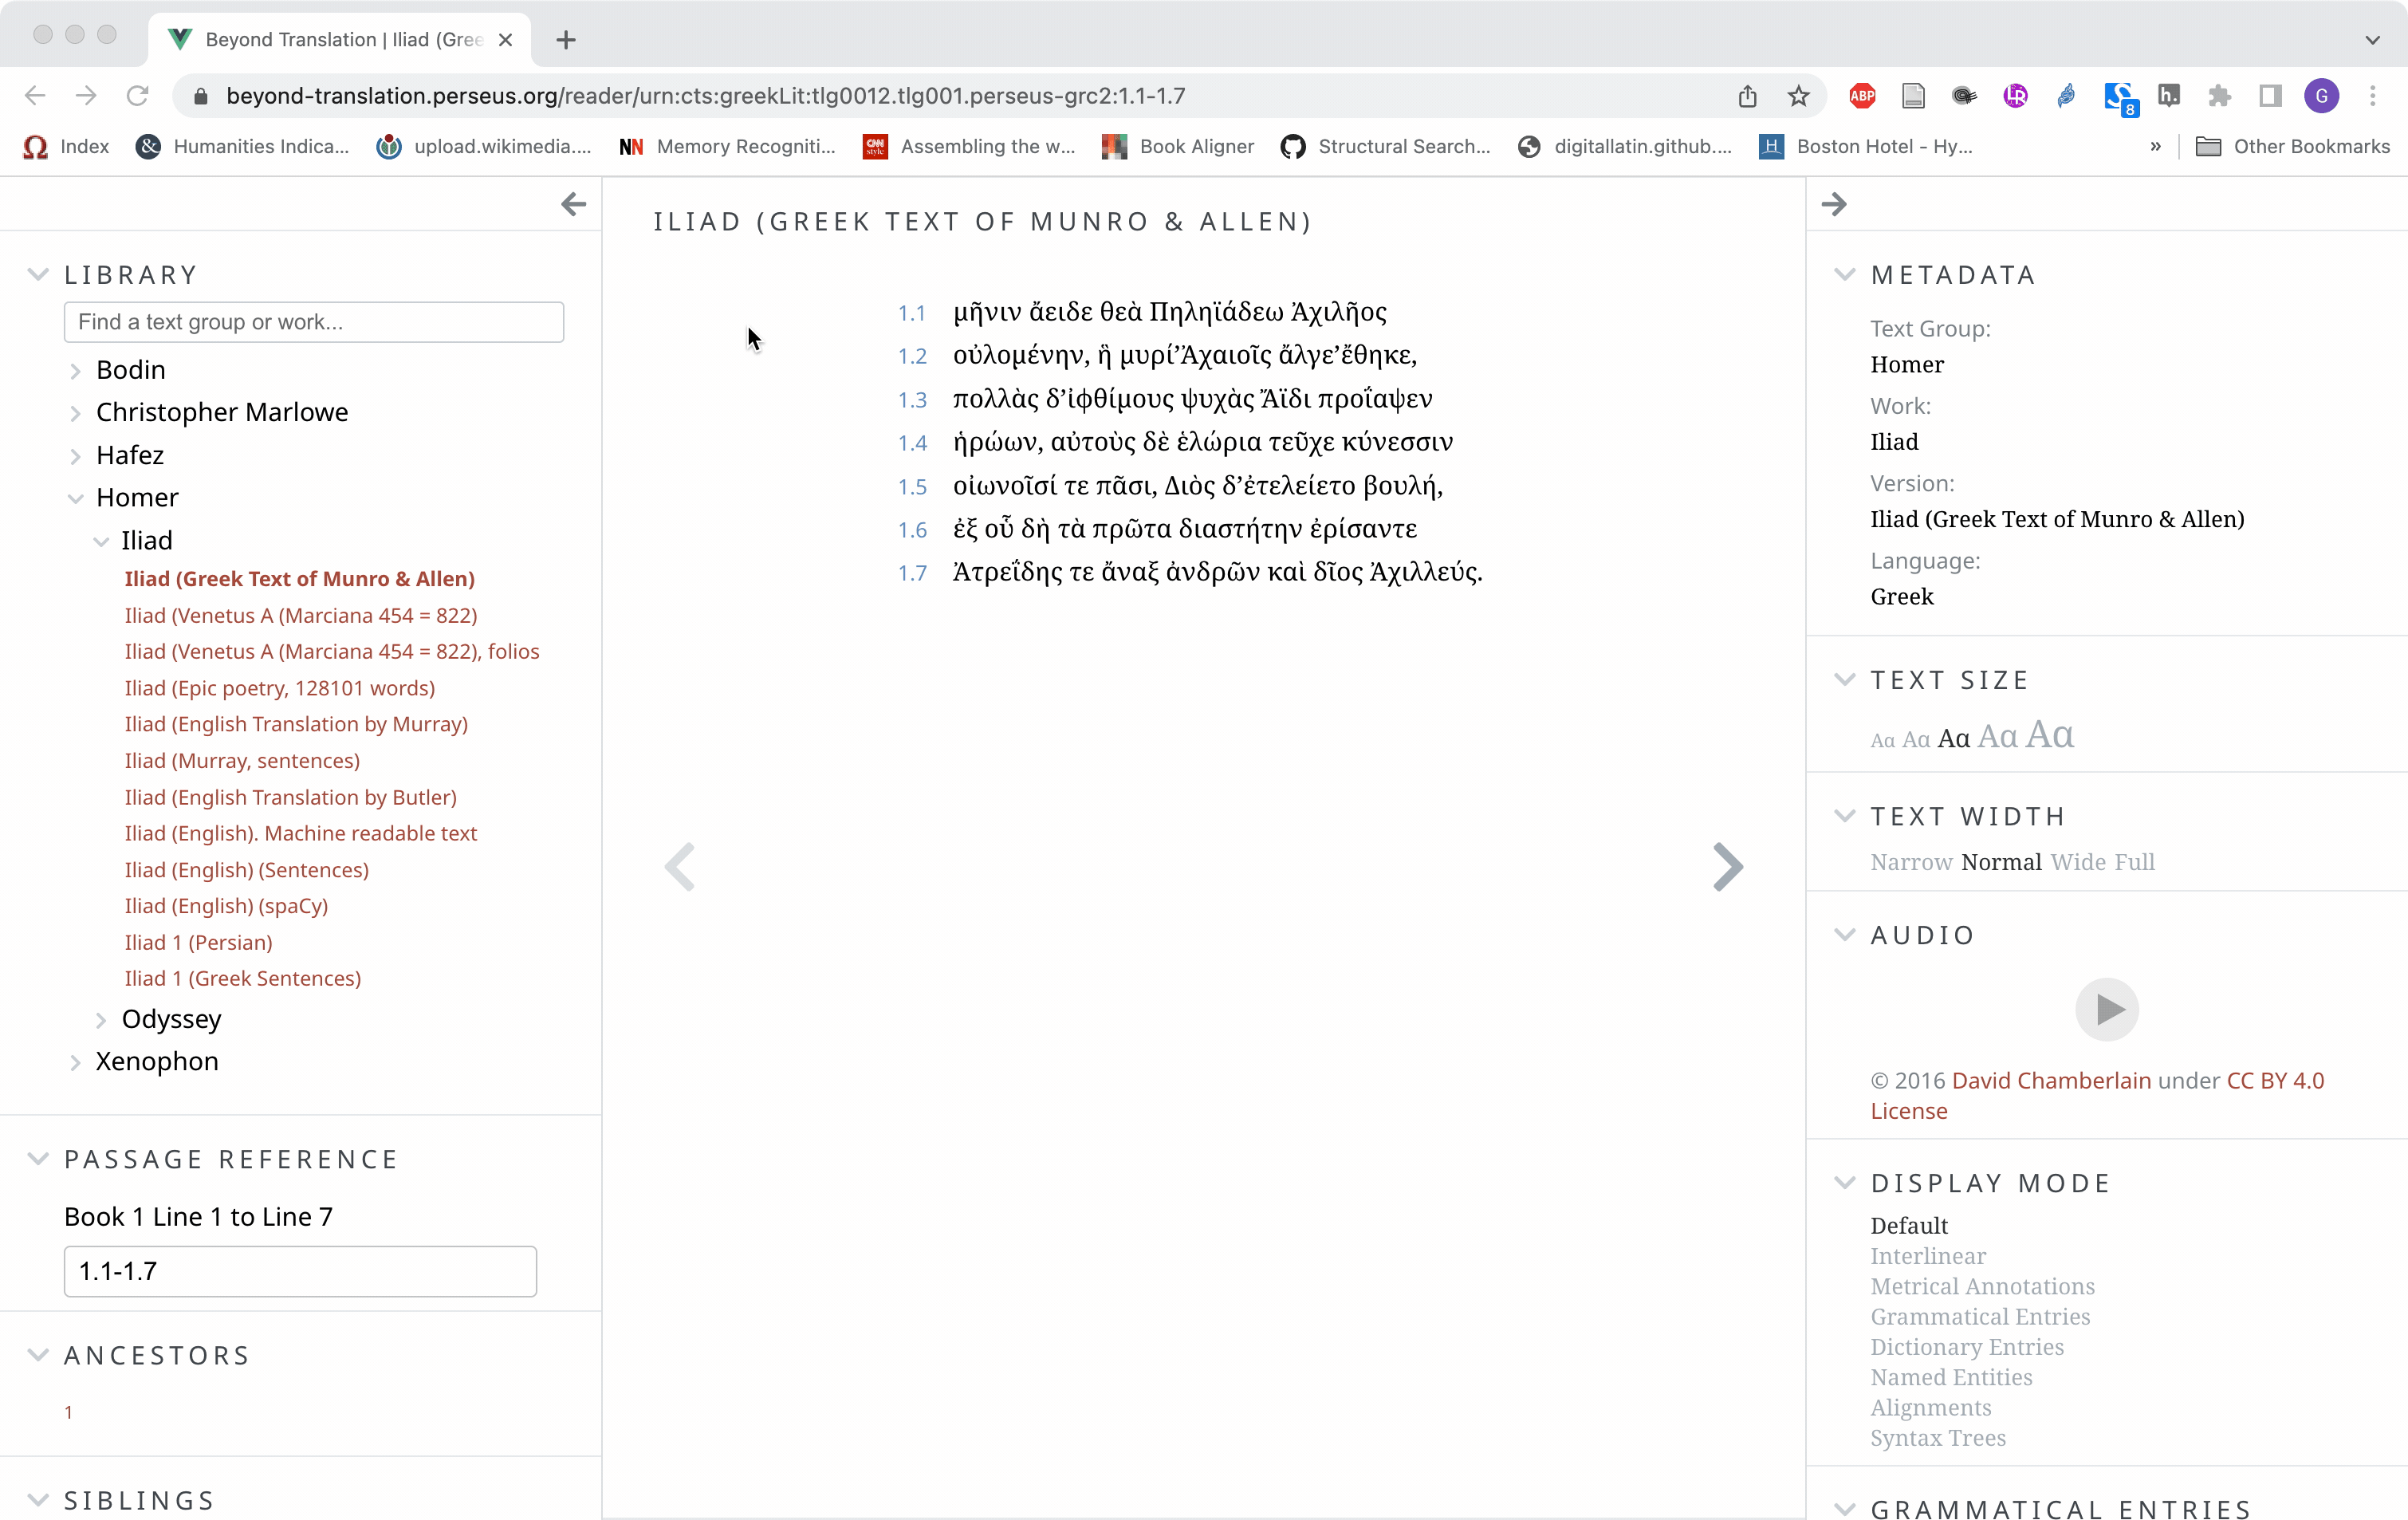 Beyond Translation | Iliad (Gree
beyond-translation.perseus.org/reader/urn:cts:greekLit:tlg0012.tlg001.perseus-grc2:1.1-1.7
ABP
8
h.
G
Index
& Humanities Indica...
upload.wikimedia....
NN Memory Recogniti...
CNN style Assembling the w...
Book Aligner
Structural Search...
digitallatin.github....
H Boston Hotel - Hy...
»
Other Bookmarks
LIBRARY
Find a text group or work...
Bodin
Christopher Marlowe
Hafez
Homer
Iliad
Iliad (Greek Text of Munro & Allen)
Iliad (Venetus A (Marciana 454 = 822)
Iliad (Venetus A (Marciana 454 = 822), folios
Iliad (Epic poetry, 128101 words)
Iliad (English Translation by Murray)
Iliad (Murray, sentences)
Iliad (English Translation by Butler)
Iliad (English). Machine readable text
Iliad (English) (Sentences)
Iliad (English) (spaCy)
Iliad 1 (Persian)
Iliad 1 (Greek Sentences)
Odyssey
Xenophon
PASSAGE REFERENCE
Book 1 Line 1 to Line 7
1.1-1.7
ANCESTORS
1
SIBLINGS
ILIAD (GREEK TEXT OF MUNRO & ALLEN)
1.1 μῆνιν ἄειδε θεὰ Πηληϊάδεω Ἀχιλῆος
1.2 οὐλομένην, ἣ μυρί’Ἀχαιοῖς ἄλγε’ἔθηκε,
1.3 πολλὰς δ’ἰφθίμους ψυχὰς Ἄϊδι προΐαψεν
1.4 ἡρώων, αὐτοὺς δὲ ἑλώρια τεῦχε κύνεσσιν
1.5 οἰωνοῖσί τε πᾶσι, Διὸς δ’ἐτελείετο βουλή,
1.6 ἐξ οὗ δὴ τὰ πρῶτα διαστήτην ἐρίσαντε
1.7 Ἀτρεΐδης τε ἄναξ ἀνδρῶν καὶ δῖος Ἀχιλλεύς.
METADATA
Text Group:
Homer
Work:
Iliad
Version:
Iliad (Greek Text of Munro & Allen)
Language:
Greek
TEXT SIZE
Aα Aα Aα Aα Aα
TEXT WIDTH
Narrow Normal Wide Full
AUDIO
© 2016 David Chamberlain under CC BY 4.0
License
DISPLAY MODE
Default
Interlinear
Metrical Annotations
Grammatical Entries
Dictionary Entries
Named Entities
Alignments
Syntax Trees
GRAMMATICAL ENTRIES